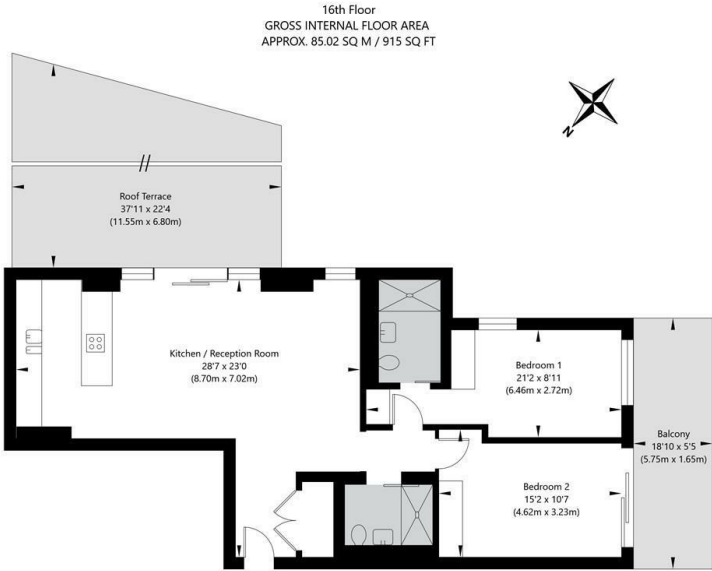 16th Floor
GROSS INTERNAL FLOOR AREA
APPROX. 85.02 SQ M / 915 SQ FT
N
Roof Terrace
37'11 x 22'4
(11.55m x 6.80m)
Kitchen / Reception Room
28'7 x 23'0
(8.70m x 7.02m)
Bedroom 1
21'2 x 8'11
(6.46m x 2.72m)
Balcony
18'10 x 5'5
(5.75m x 1.65m)
Bedroom 2
15'2 x 10'7
(4.62m x 3.23m)